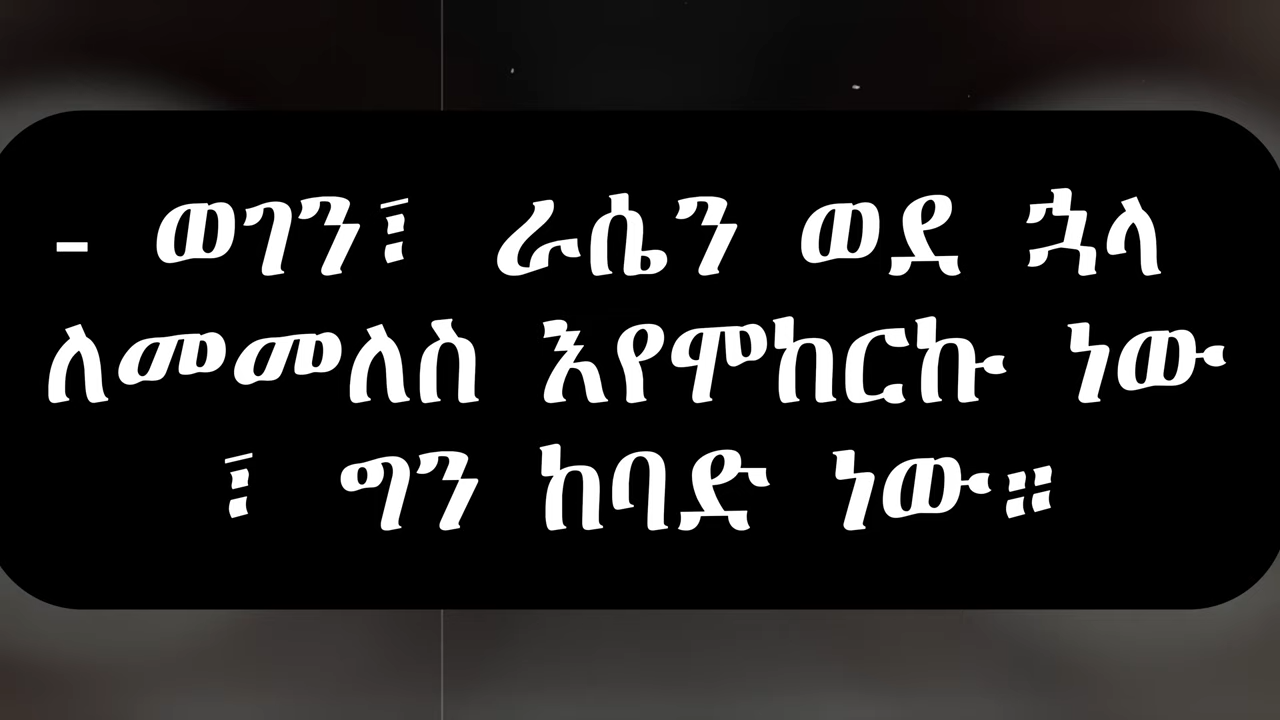 - ወገን፣ ራሴን ወደ ኋላ
ለመመለስ እየሞከርኩ ነው
፣ ግን ከባድ ነው።